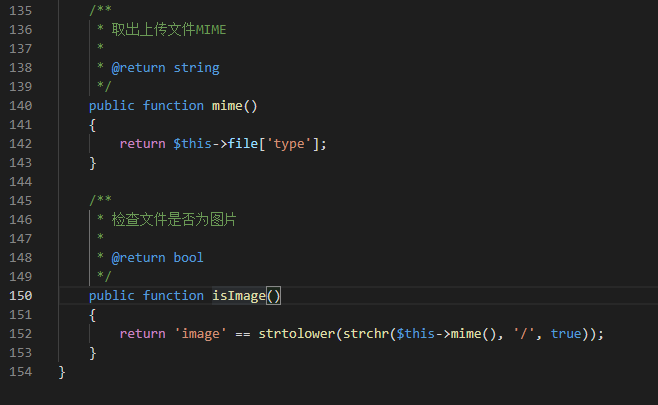 135 /**
136 * 取出上传文件MIME
137 *
138 * @return string
139 */
140 public function mime()
141 {
142 return $this->file['type'];
143 }
144
145 /**
146 * 检查文件是否为图片
147 *
148 * @return bool
149 */
150 public function isImage()
151 {
152 return 'image' == strtolower(strchr($this->mime(), '/', true));
153 }
154 }